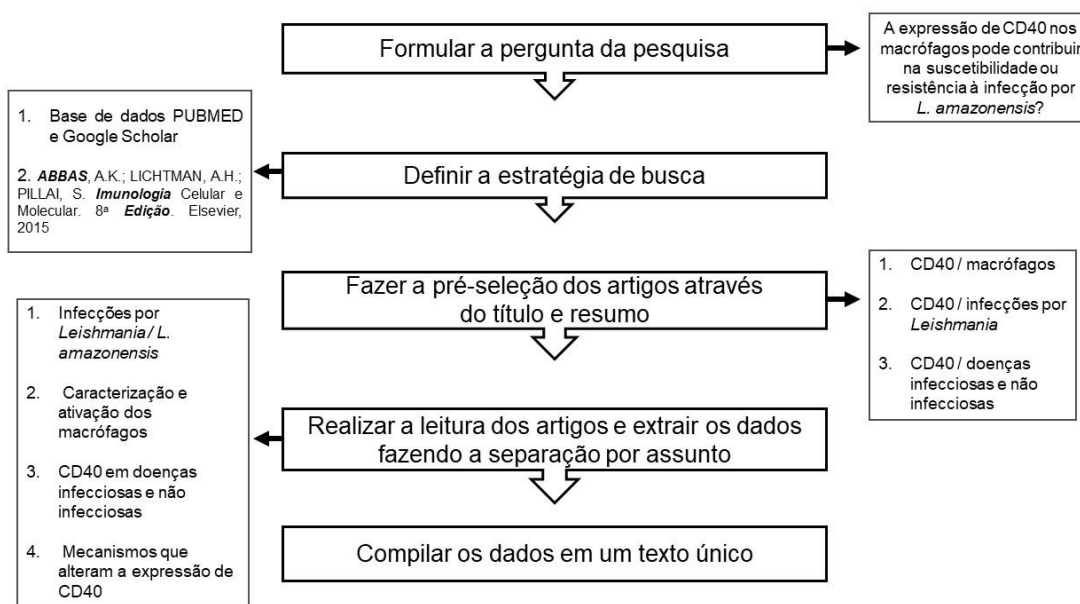 Formular a pergunta da pesquisa
A expressão de CD40 nos
macrófagos pode contribuir
na suscetibilidade ou
resistência à infecção por
L. amazonensis?
1. Base de dados PUBMED
e Google Scholar
2. ABBAS, A.K.; LICHTMAN, A.H.;
PILLAI, S. Imunologia Celular e
Molecular. 8ª Edição. Elsevier,
2015
Definir a estratégia de busca
Fazer a pré-seleção dos artigos através
do título e resumo
1. CD40 / macrófagos
2. CD40 / infecções por
Leishmania
3. CD40 / doenças
infecciosas e não
infecciosas
1. Infecções por
Leishmania / L.
amazonensis
2. Caracterização e
ativação dos
macrófagos
3. CD40 em doenças
infecciosas e não
infecciosas
4. Mecanismos que
alteram a expressão de
CD40
Realizar a leitura dos artigos e extrair os dados
fazendo a separação por assunto
Compilar os dados em um texto único